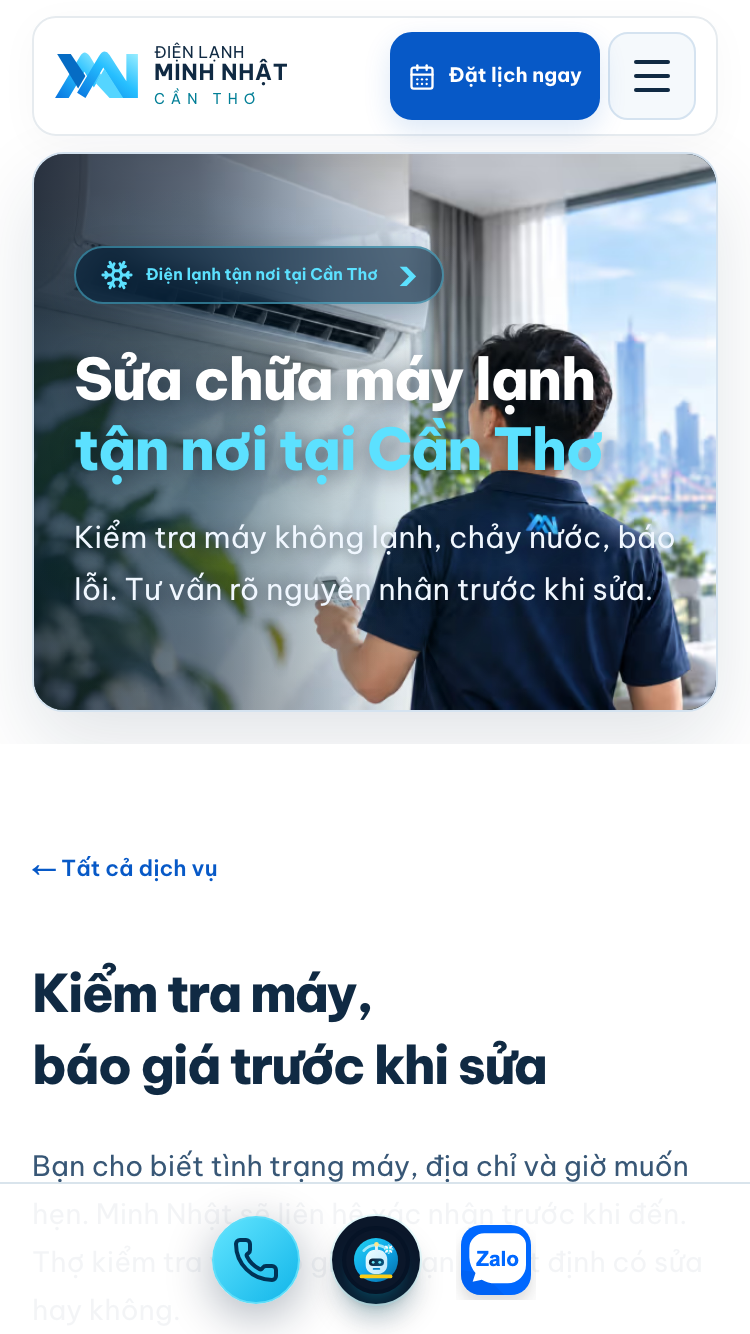 ĐIỆN LẠNH
MINH NHẬT
CẦN THƠ
Đặt lịch ngay
Điện lạnh tận nơi tại Cần Thơ
Sửa chữa máy lạnh
tận nơi tại Cần Thơ
Kiểm tra máy không lạnh, chảy nước, báo
lỗi. Tư vấn rõ nguyên nhân trước khi sửa.
← Tất cả dịch vụ
Kiểm tra máy,
báo giá trước khi sửa
Bạn cho biết tình trạng máy, địa chỉ và giờ muốn
hẹn. Minh Nhật sẽ liên hệ xác nhận trước khi đến.
Thợ kiểm tra định có sửa
hay không.
Zalo